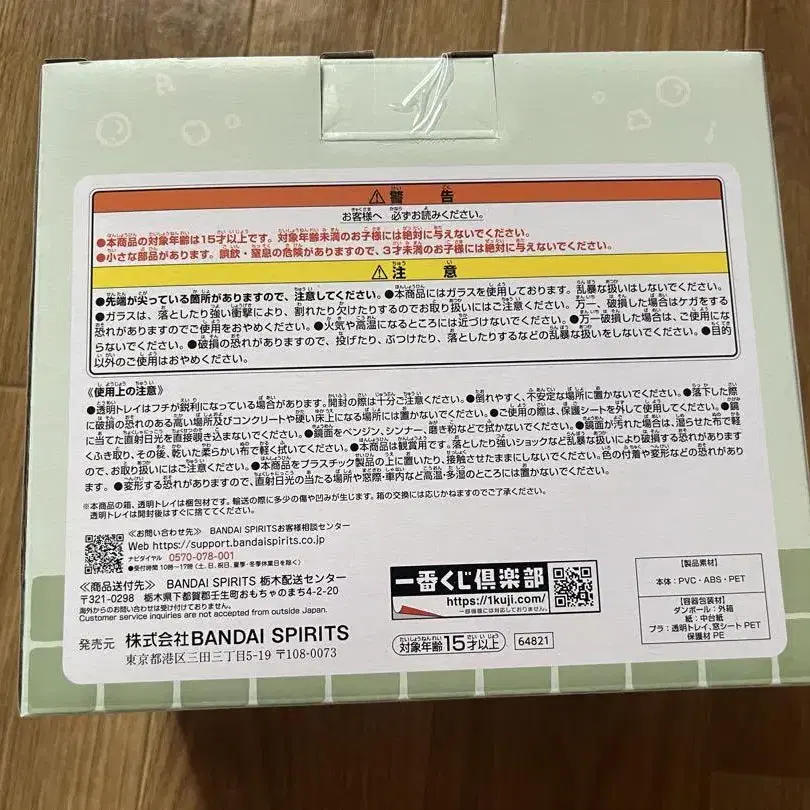 ⚠警告
お客様へ 必ずお読みください。
●本商品の対象年齢は15才以上です。対象年齢未満のお子様には絶対に与えないでください。
●小さな部品があります。誤飲・窒息の危険がありますので、3才未満のお子様には絶対に与えないでください。
⚠注意
●先端が尖っている箇所がありますので、注意してください。●本商品にはガラスを使用しております。乱暴な扱いはしないでください。
●ガラスは、落としたり強い衝撃により、割れたり欠けたりするのでお取り扱いにはご注意ください。万一、破損した場合はケガをする
恐れがありますのでご使用をおやめください。●火気や高温になるところには近づけないでください。●万一破損した場合は、ご使用にな
らないでください。●破損の恐れがありますので、投げたり、ぶつけたり、落としたりするなどの乱暴な扱いをしないでください。●目的
以外のご使用はおやめください。
《使用上の注意》
●透明トレイはフチが鋭利になっている場合があります。開封の際は十分ご注意ください。●倒れやすく、不安定な場所に置かないでください。●落下した際
に破損の恐れのある高い場所及びコンクリートや硬い床上になる場所には置かないでください。●ご使用の際は、保護シートを外して使用してください。●鏡
に当てた直射日光を直接覗き込まないでください。●鏡面をベンジン、シンナー、磨き粉などで拭かないでください。●鏡面が汚れた場合は、湿らせた布で軽
くふき取り、その後、乾いた柔らかい布で軽く拭いてください。●本商品は観賞用です。落としたり強いショックなど乱暴な扱いにより破損する恐れがあります
ので、お取り扱いにはご注意ください。●本商品をプラスチック製品の上に置いたり、接触させたままにしないでください。色の付着や変形などの恐れがあり
ます。●変形する恐れがありますので、直射日光の当たる場所や窓際・車内など高温・多湿のところには置かないでください。
※本商品の箱、透明トレイは梱包材です。輸送の際に多少の傷や凹みが生じます。箱の交換には応じかねますのでご了承ください。
透明トレイは開封後すぐに捨ててください。
《お問い合わせ先》 BANDAI SPIRITSお客様相談センター
Web https://support.bandaispirits.co.jp
ナビダイヤル 0570-078-001
●受付時間 10時〜17時(土、日、祝日、夏季・冬季休業日を除く)
《商品送付先》 BANDAI SPIRITS 栃木配送センター
〒321-0298 栃木県下都賀郡壬生町おもちゃのまち4-2-20
海外からのお問い合わせは受け付けておりません。
Customer service inquiries are not accepted from outside Japan.
発売元 株式会社BANDAI SPIRITS
東京都港区三田三丁目5-19 〒108-0073
一番くじ倶楽部
https://1kuji.com/
一部機種には対応しておりません。
対象年齢15才以上
64821
【製品素材】
本体:PVC・ABS・PET
【容器包装材】
ダンボール:外箱
紙:中台紙
プラ:透明トレイ、窓シート PET
保護材 PE